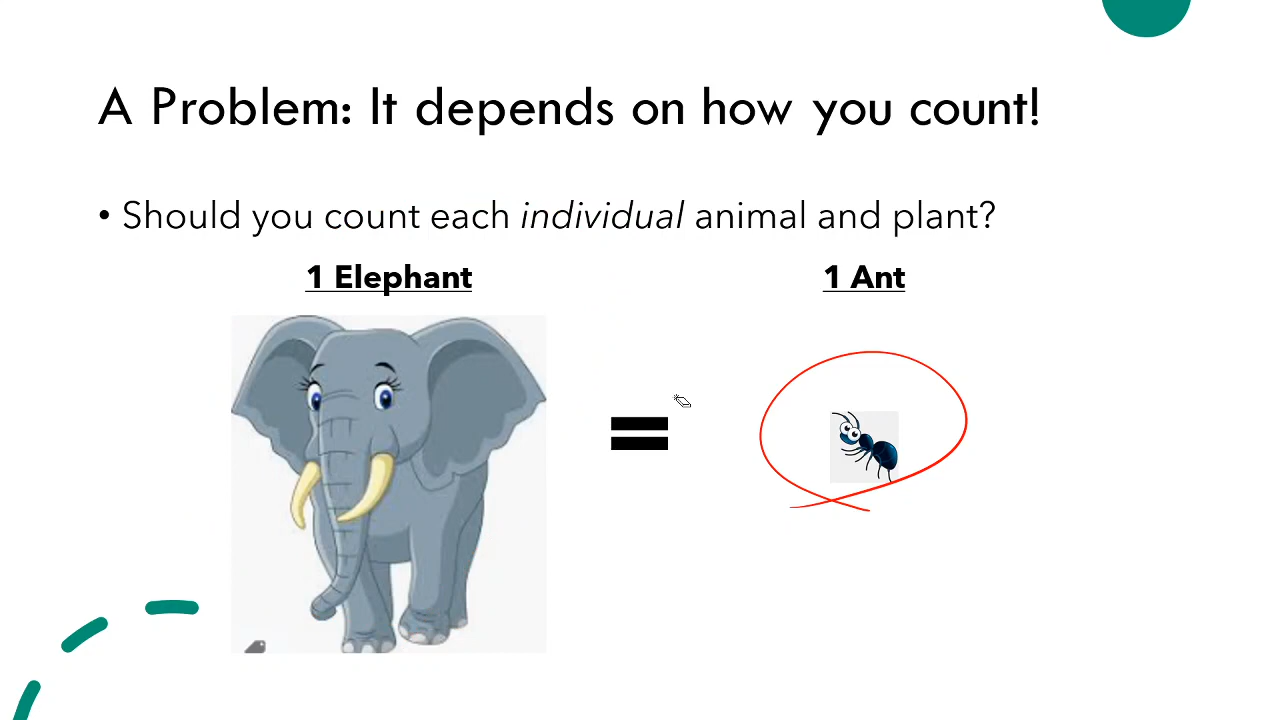 A Problem: It depends on how you count!
• Should you count each individual animal and plant?
1 Elephant
1 Ant
=